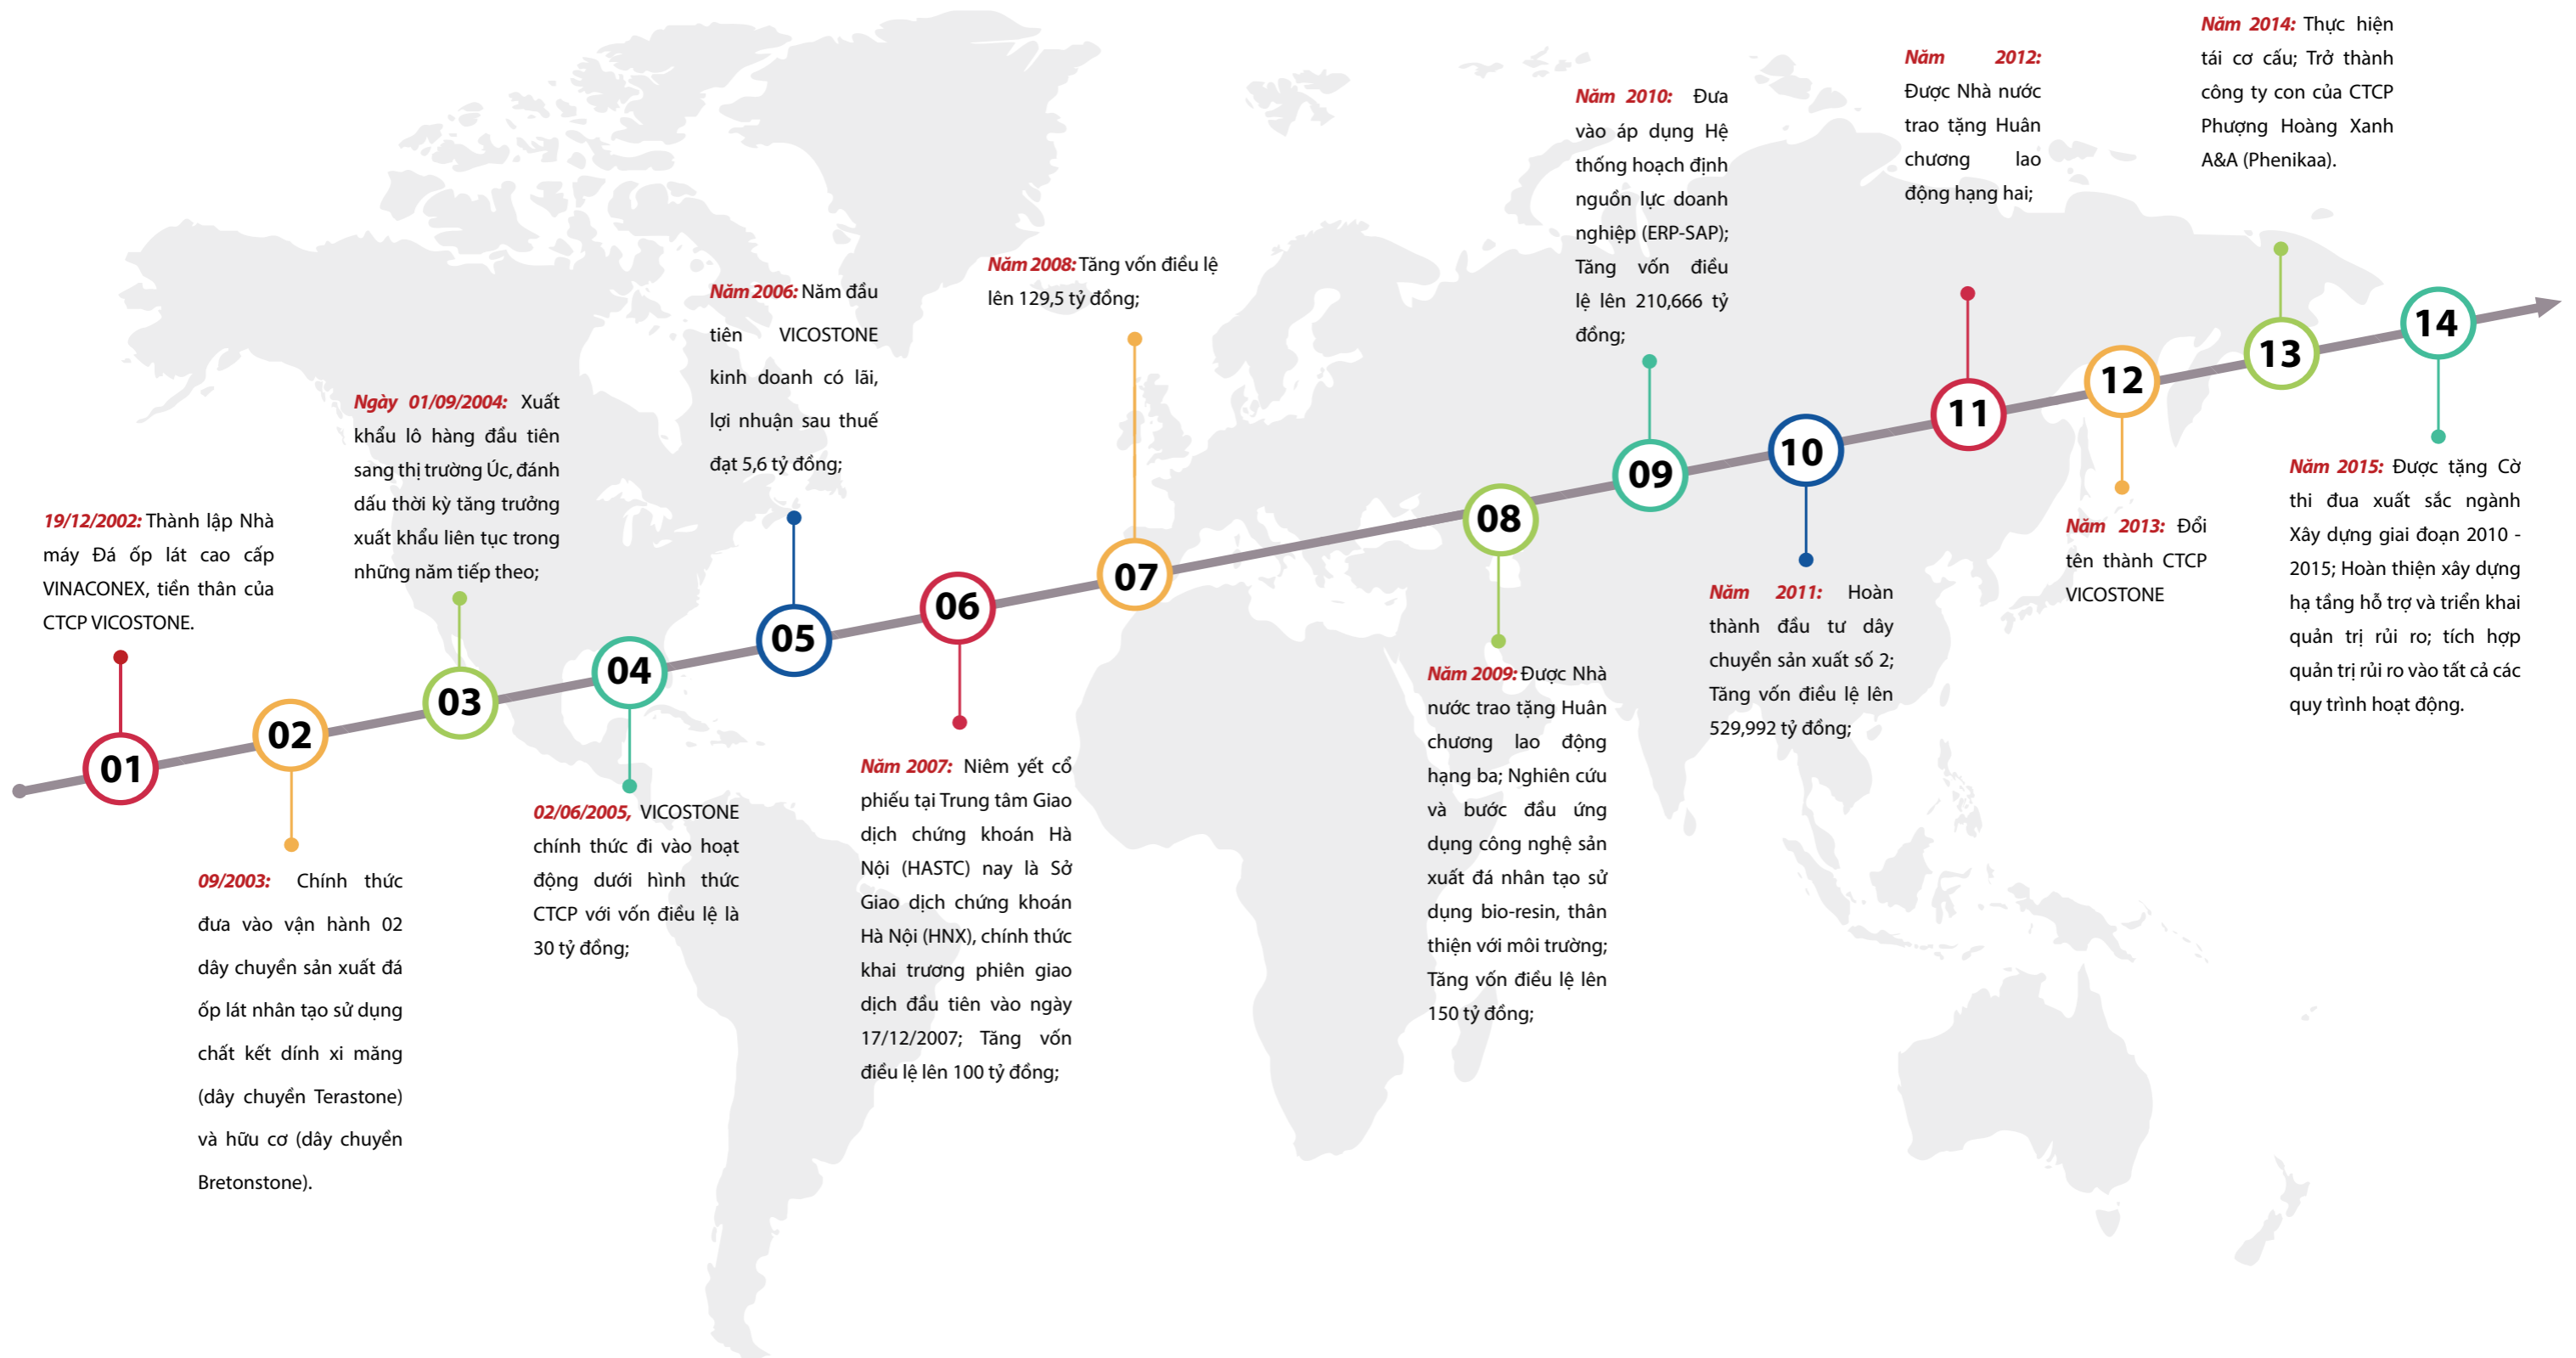 19/12/2002: Thành lập Nhà
máy Đá ốp lát cao cấp
VINACONEX, tiền thân của
CTCP VICOSTONE.
01
02
09/2003: Chính thức
đưa vào vận hành 02
dây chuyền sản xuất đá
ốp lát nhân tạo sử dụng
chất kết dính xi măng
(dây chuyền Terastone)
và hữu cơ (dây chuyền
Bretonstone).
Ngày 01/09/2004: Xuất
khẩu lô hàng đầu tiên
sang thị trường Úc, đánh
dấu thời kỳ tăng trưởng
xuất khẩu liên tục trong
những năm tiếp theo;
03
04
02/06/2005, VICOSTONE
chính thức đi vào hoạt
động dưới hình thức
CTCP với vốn điều lệ là
30 tỷ đồng;
Năm 2006: Năm đầu
tiên VICOSTONE
kinh doanh có lãi,
lợi nhuận sau thuế
đạt 5,6 tỷ đồng;
05
06
Năm 2007: Niêm yết cổ
phiếu tại Trung tâm Giao
dịch chứng khoán Hà
Nội (HASTC) nay là Sở
Giao dịch chứng khoán
Hà Nội (HNX), chính thức
khai trương phiên giao
dịch đầu tiên vào ngày
17/12/2007; Tăng vốn
điều lệ lên 100 tỷ đồng;
Năm 2008: Tăng vốn điều lệ
lên 129,5 tỷ đồng;
07
08
Năm 2009: Được Nhà
nước trao tặng Huân
chương lao động
hạng ba; Nghiên cứu
và bước đầu ứng
dụng công nghệ sản
xuất đá nhân tạo sử
dụng bio-resin, thân
thiện với môi trường;
Tăng vốn điều lệ lên
150 tỷ đồng;
Năm 2010: Đưa
vào áp dụng Hệ
thống hoạch định
nguồn lực doanh
nghiệp (ERP-SAP);
Tăng vốn điều
lệ lên 210,666 tỷ
đồng;
09
10
Năm 2011: Hoàn
thành đầu tư dây
chuyền sản xuất số 2;
Tăng vốn điều lệ lên
529,992 tỷ đồng;
Năm 2012:
Được Nhà nước
trao tặng Huân
chương lao
động hạng hai;
11
12
Năm 2013: Đổi
tên thành CTCP
VICOSTONE
Năm 2014: Thực hiện
tái cơ cấu; Trở thành
công ty con của CTCP
Phượng Hoàng Xanh
A&A (Phenikaa).
13
14
Năm 2015: Được tặng Cờ
thi đua xuất sắc ngành
Xây dựng giai đoạn 2010 -
2015; Hoàn thiện xây dựng
hạ tầng hỗ trợ và triển khai
quản trị rủi ro; tích hợp
quản trị rủi ro vào tất cả các
quy trình hoạt động.